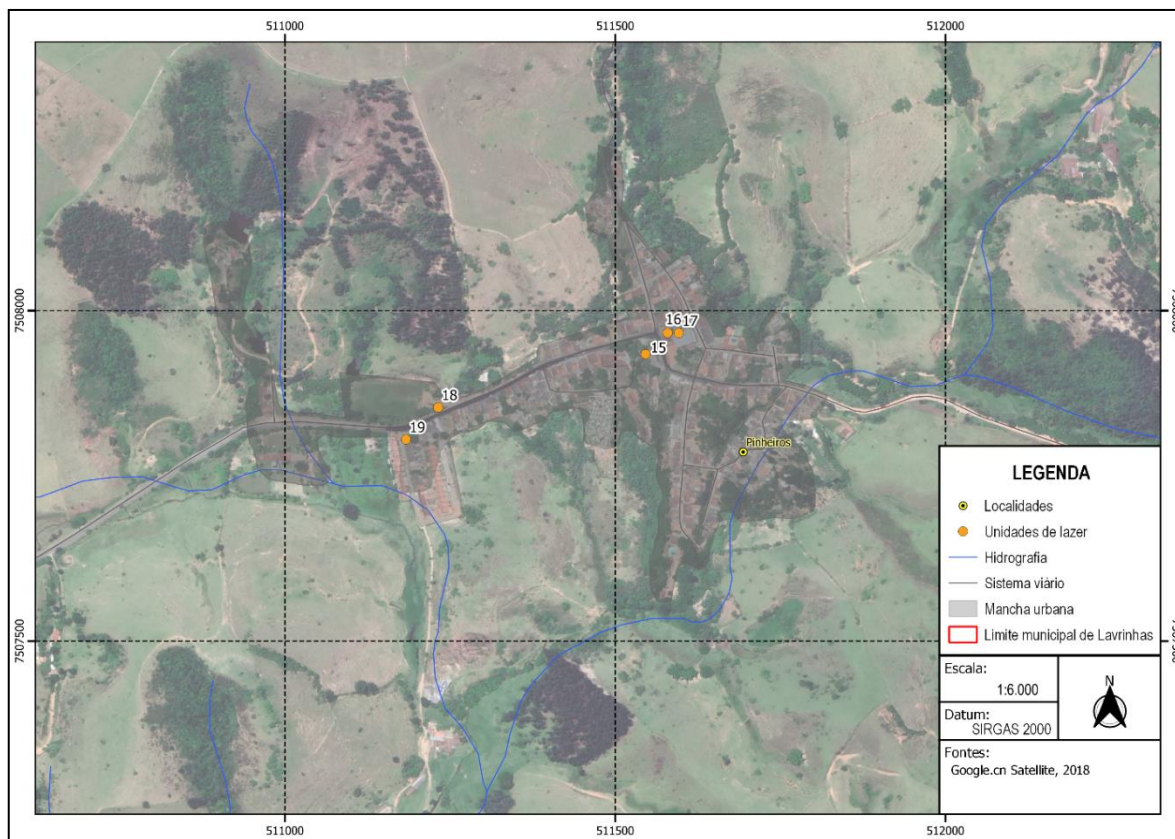 511000
511500
512000
7508000
7508000
16
17
15
18
19
Pinheiros
7507500
7507500
LEGENDA
Localidades
Unidades de lazer
Hidrografia
Sistema viário
Mancha urbana
Limite municipal de Lavrinhas
Escala:
1:6.000
N
Datum:
SIRGAS 2000
Fontes:
Google.cn Satellite, 2018
511000
511500
512000